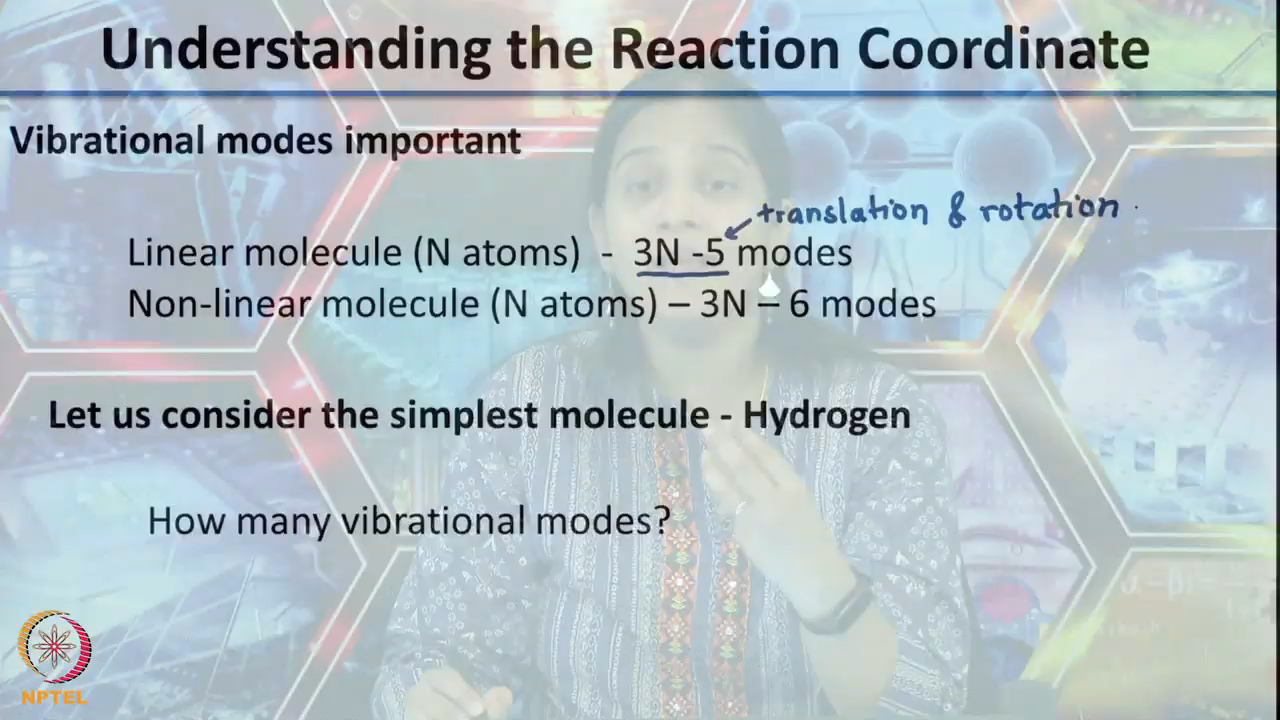 Understanding the Reaction Coordinate
Vibrational modes important
translation & rotation
Linear molecule (N atoms) - 3N -5 modes
Non-linear molecule (N atoms) – 3N – 6 modes
Let us consider the simplest molecule - Hydrogen
How many vibrational modes?
NPTEL